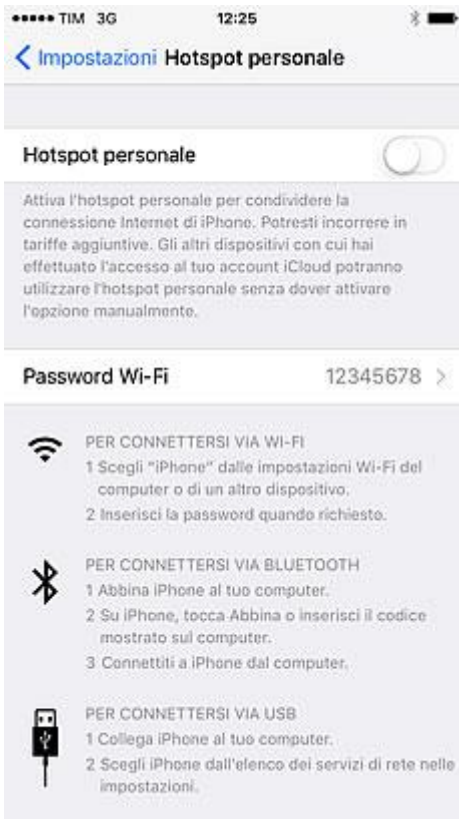 TIM 3G 12:25
Impostazioni Hotspot personale
Hotspot personale
Attiva l'hotspot personale per condividere la
connessione Internet di iPhone. Potresti incorrere in
tariffe aggiuntive. Gli altri dispositivi con cui hai
effettuato l'accesso al tuo account iCloud potranno
utilizzare l'hotspot personale senza dover attivare
l'opzione manualmente.
Password Wi-Fi 12345678
PER CONNETTERSI VIA WI-FI
1 Scegli "iPhone" dalle impostazioni Wi-Fi del
computer o di un altro dispositivo.
2 Inserisci la password quando richiesto.
PER CONNETTERSI VIA BLUETOOTH
1 Abbina iPhone al tuo computer.
2 Su iPhone, tocca Abbina o inserisci il codice
mostrato sul computer.
3 Connettiti a iPhone dal computer.
PER CONNETTERSI VIA USB
1 Collega iPhone al tuo computer.
2 Scegli iPhone dall'elenco dei servizi di rete nelle
impostazioni.